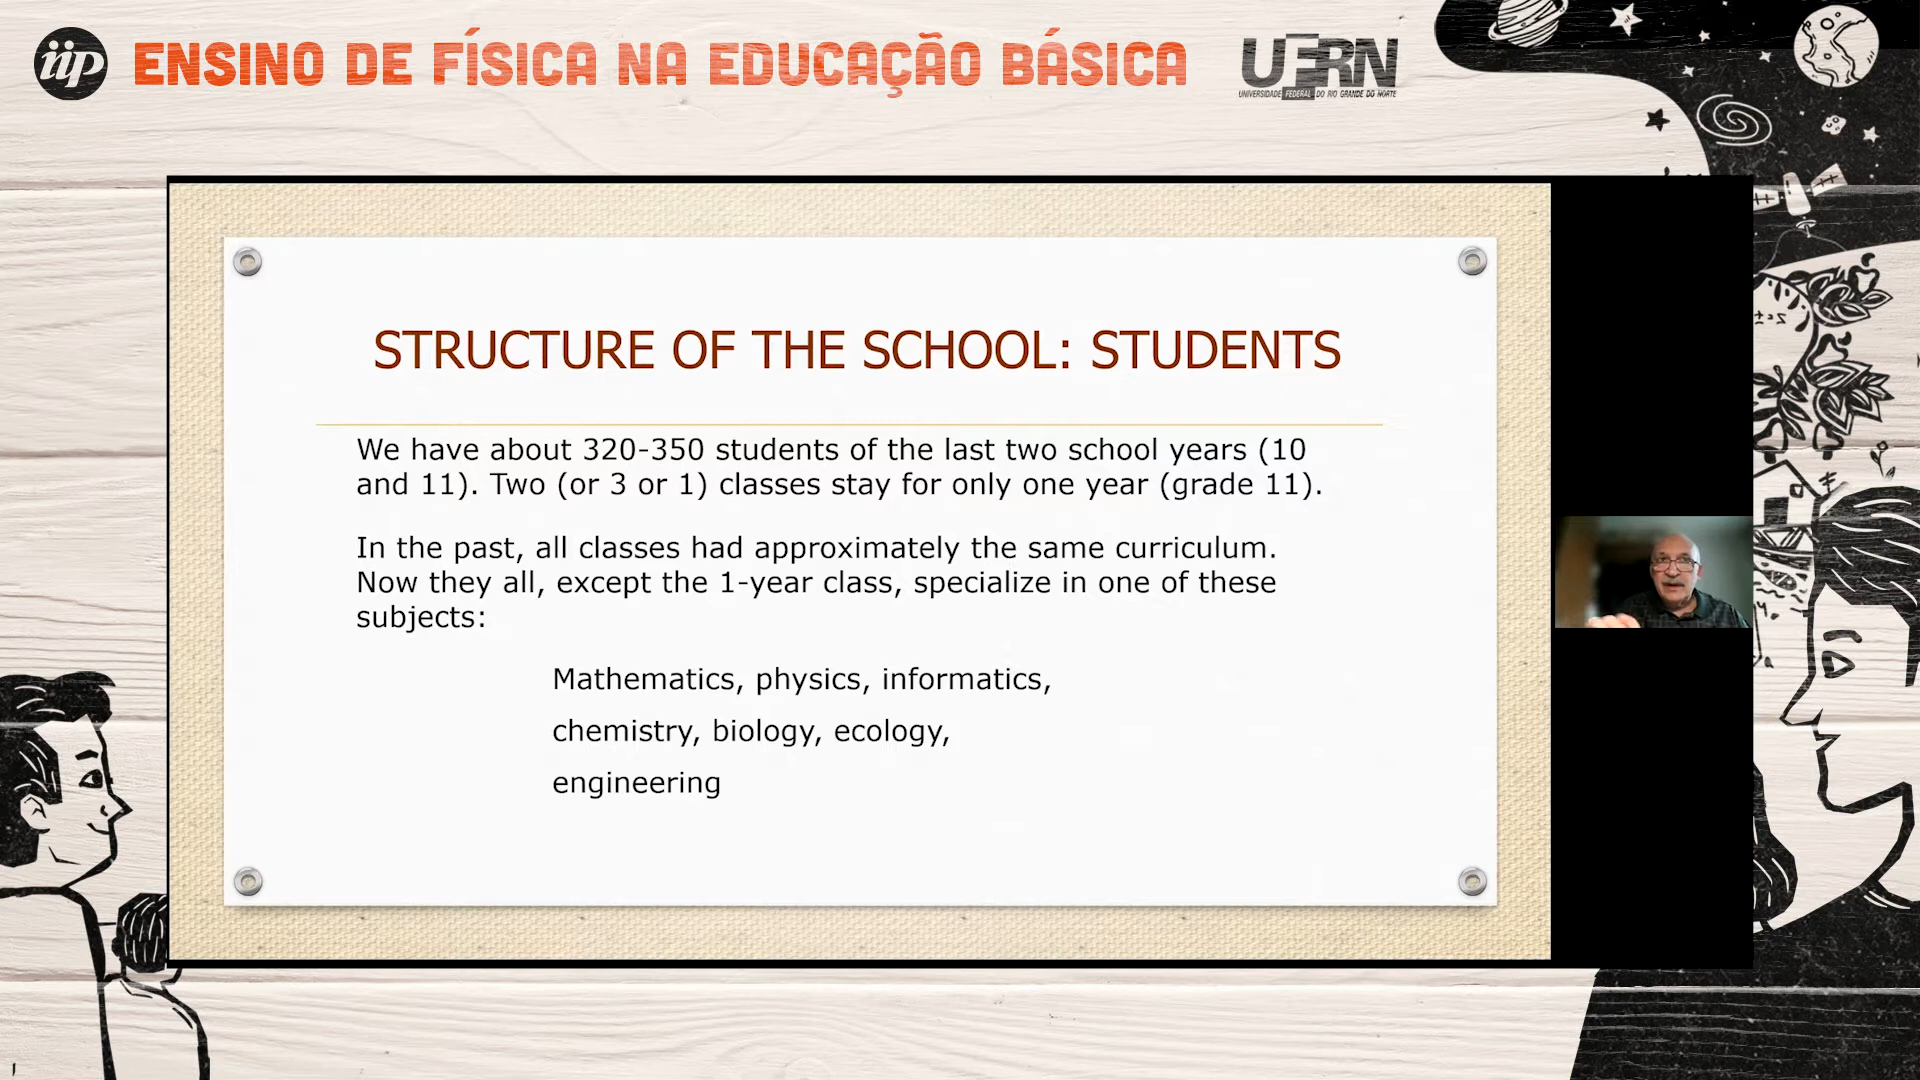 iip
ENSINO DE FÍSICA NA EDUCAÇÃO BÁSICA
UFRN
UNIVERSIDADE FEDERAL DO RIO GRANDE DO NORTE
STRUCTURE OF THE SCHOOL: STUDENTS
We have about 320-350 students of the last two school years (10
and 11). Two (or 3 or 1) classes stay for only one year (grade 11).
In the past, all classes had approximately the same curriculum.
Now they all, except the 1-year class, specialize in one of these
subjects:
Mathematics, physics, informatics,
chemistry, biology, ecology,
engineering